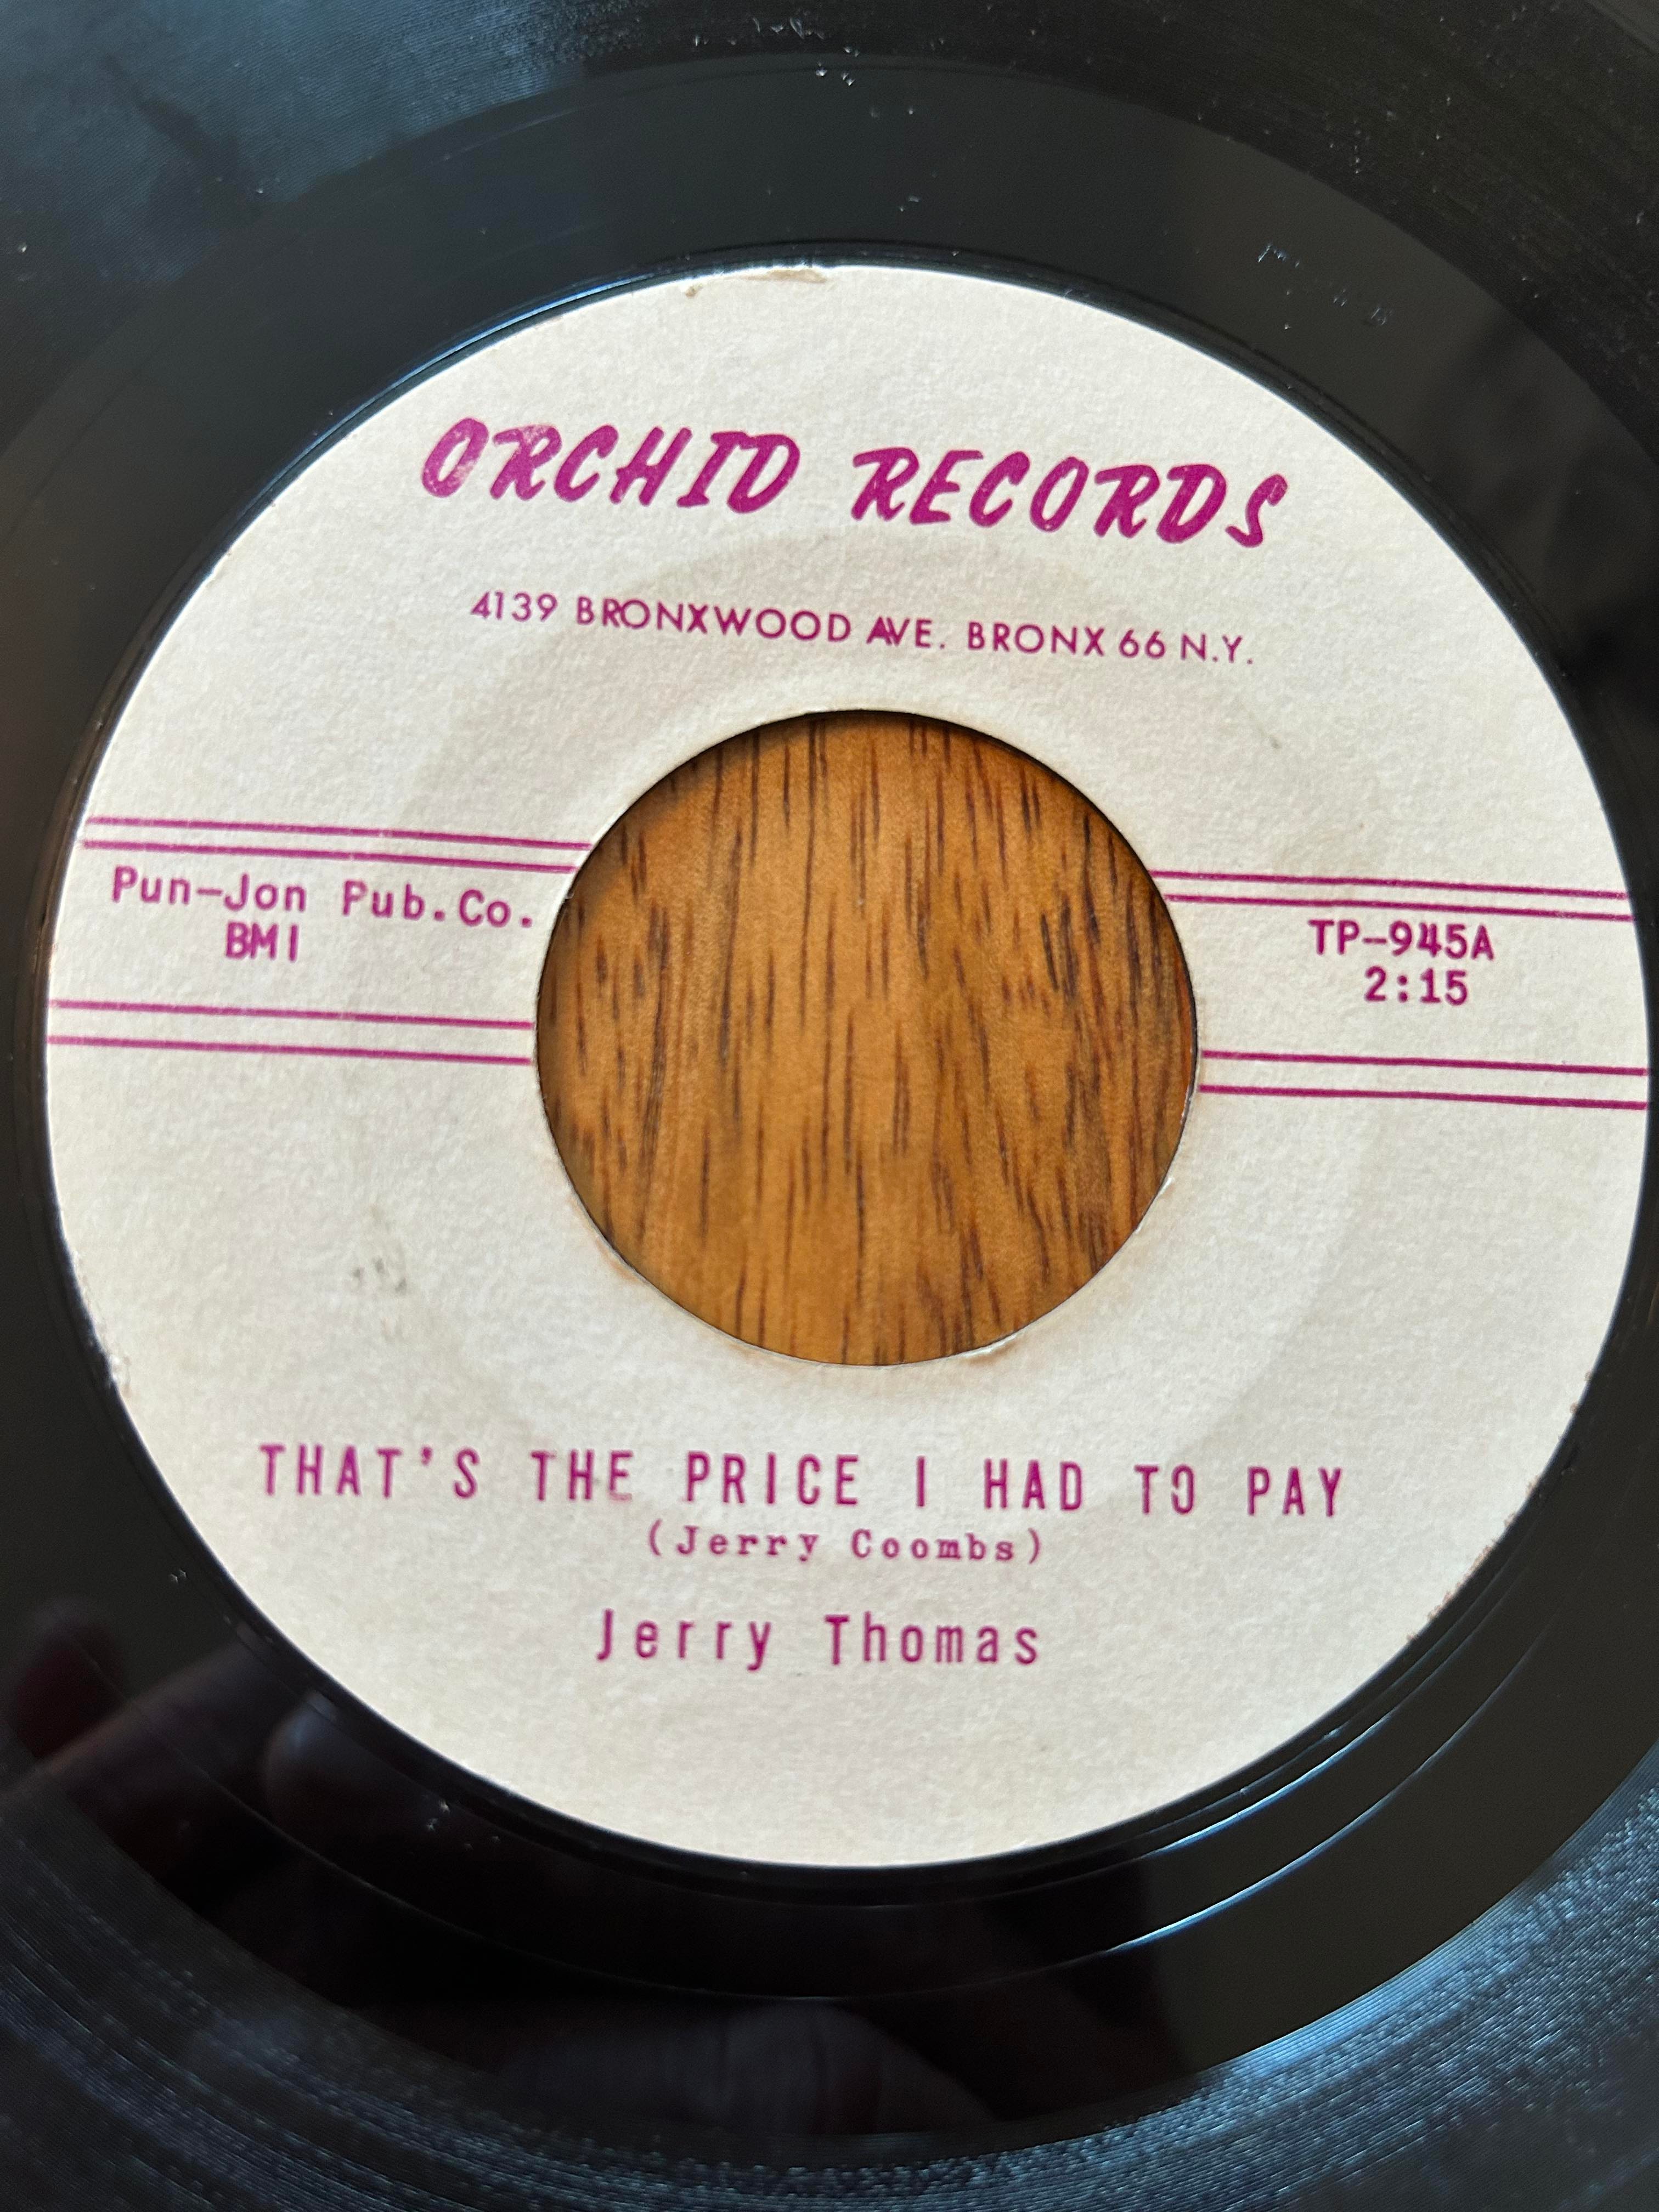 ORCHID RECORDS
4139 BRONXWOOD AVE. BRONX 66 N.Y.
Pun-Jon Pub.Co.
BMI
TP-945A
2:15
THAT'S THE PRICE I HAD TO PAY
(Jerry Coombs)
Jerry Thomas